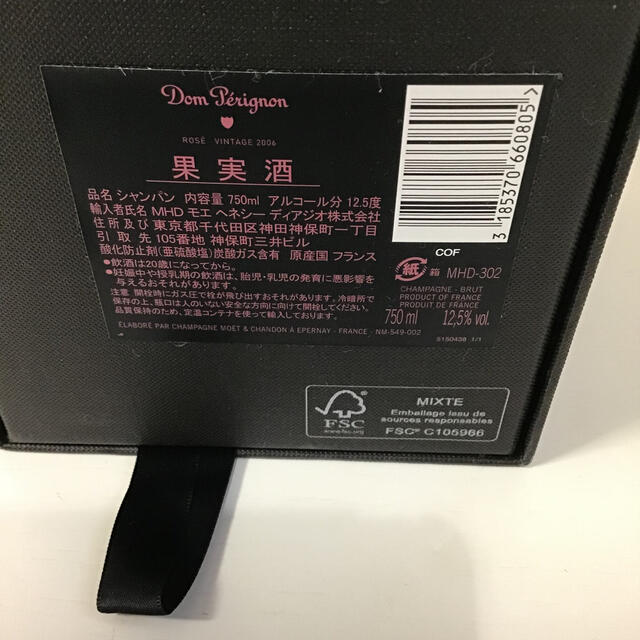 Dom Pérignon
ROSÉ VINTAGE 2006
果実酒
品名 シャンパン 内容量 750ml アルコール分 12.5度
輸入者氏名 MHD モエ ヘネシー ディアジオ株式会社
住所及び 東京都千代田区神田神保町一丁目
引取先 105番地 神保町三井ビル
酸化防止剤(亜硫酸塩)炭酸ガス含有 原産国 フランス
●飲酒は20歳になってから。
●妊娠中や授乳期の飲酒は、胎児・乳児の発育に悪影響を
与えるおそれがあります。
注意 開栓時にガス圧で栓が飛び出すおそれがあります。冷暗所で
保存の上、瓶口は人のいない安全な方向に向けて開栓してください。
品質保持のため、定温コンテナを使って輸入しております。
ÉLABORÉ PAR CHAMPAGNE MOËT & CHANDON À EPERNAY - FRANCE - NM-549-002
3 185370 660805 >
COF
紙 箱 MHD-302
CHAMPAGNE - BRUT
PRODUCT OF FRANCE
PRODUIT DE FRANCE
750 ml 12,5% vol.
5150438 1/1
FSC
www.fsc.org
MIXTE
Emballage issu de
sources responsables
FSC® C105966